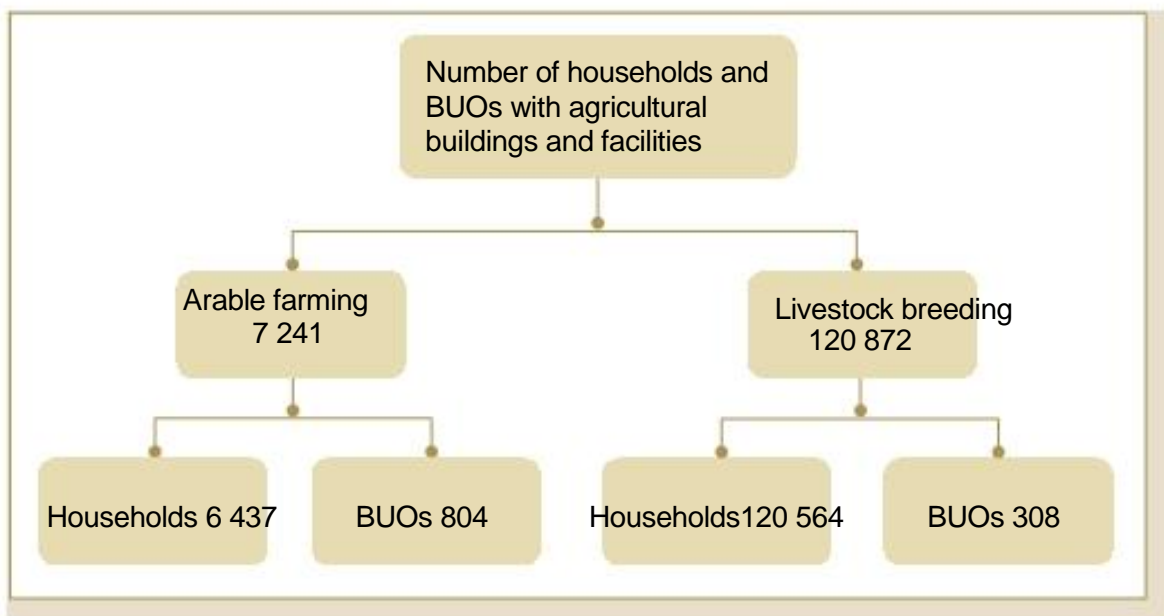 Number of households and
BUOs with agricultural
buildings and facilities
Arable farming
7 241
Livestock breeding
120 872
Households 6 437
BUOs 804
Households120 564
BUOs 308